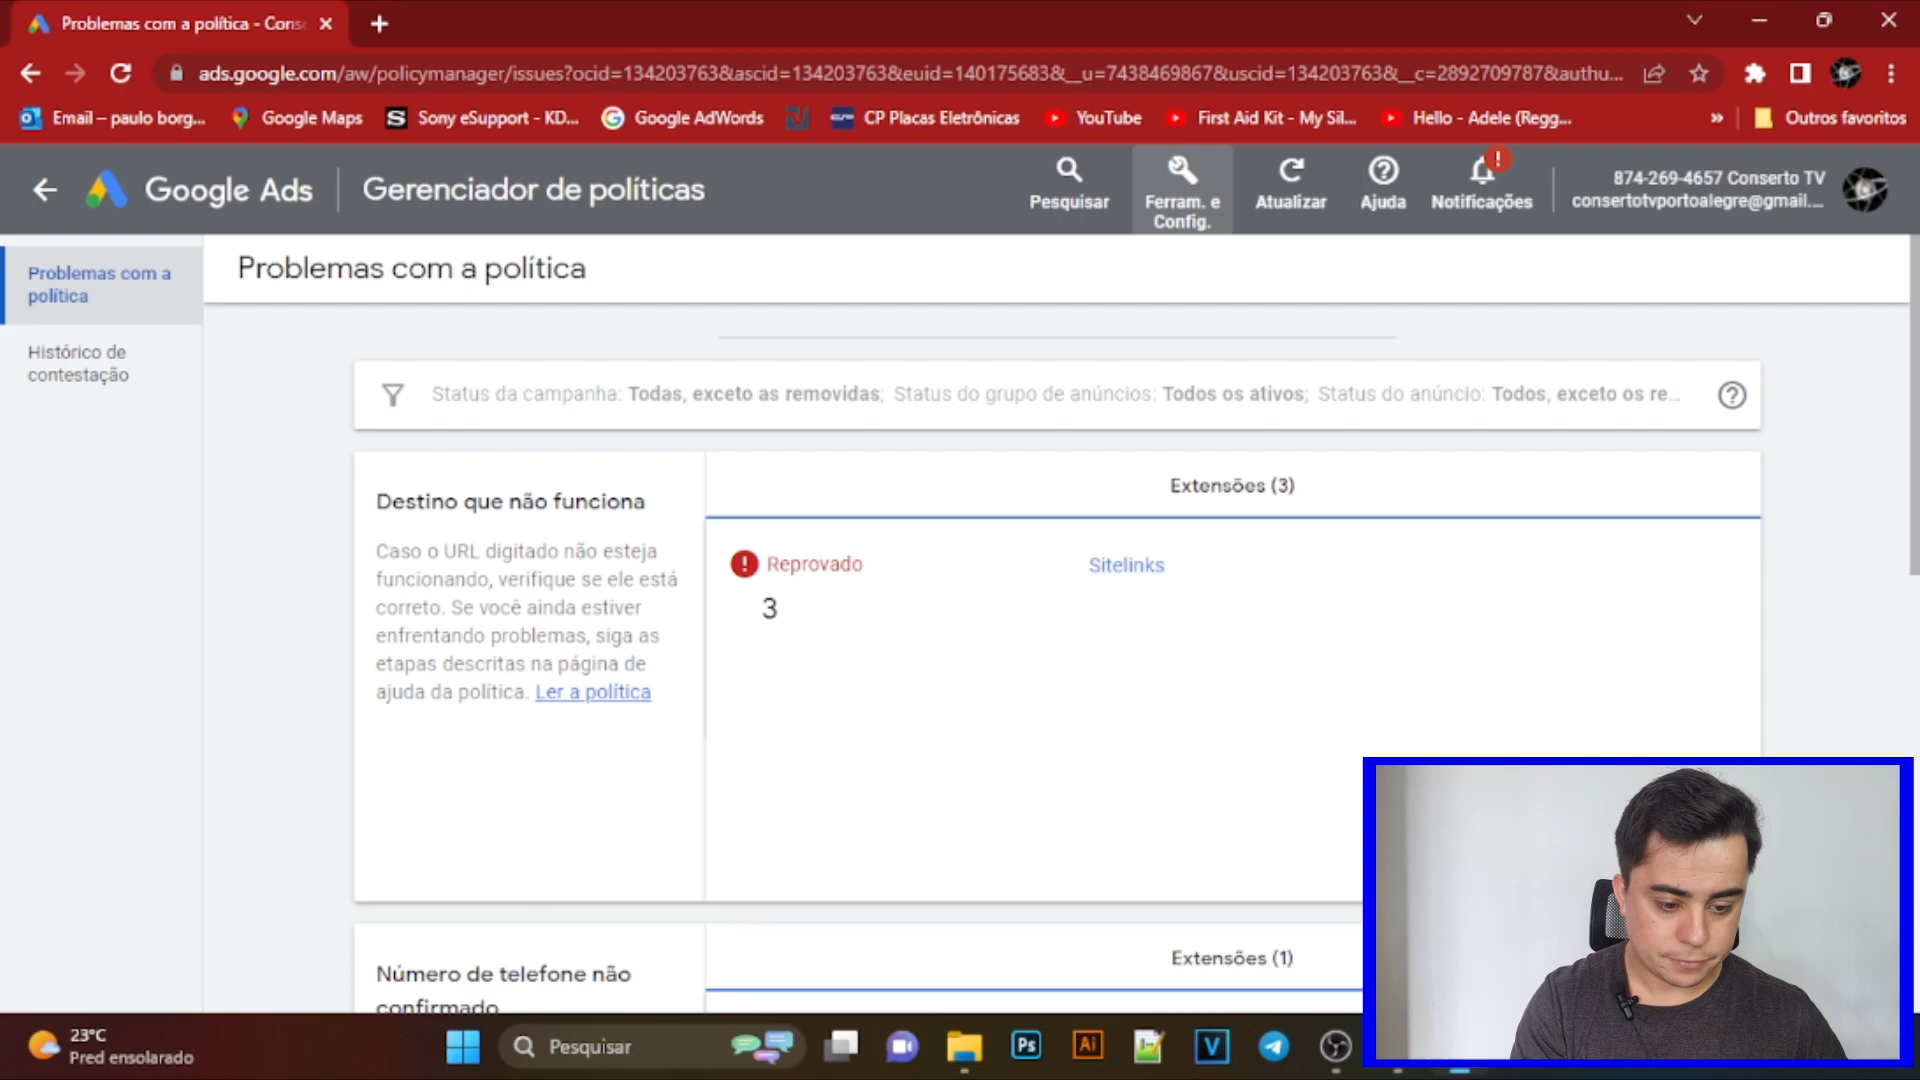 Problemas com a política - Cons
ads.google.com/aw/policymanager/issues?ocid=134203763&ascid=134203763&euid=140175683&__u=7438469867&uscid=134203763&__c=2892709787&authu...
Email – paulo borg...
Google Maps
S
Sony eSupport - KD...
Google AdWords
CP Placas Eletrônicas
YouTube
First Aid Kit - My Sil...
Hello - Adele (Regg...
»
Outros favoritos
Google Ads
Gerenciador de políticas
Pesquisar
Ferram. e
Config.
Atualizar
Ajuda
Notificações
874-269-4657 Conserto TV
consertotvportoalegre@gmail....
Problemas com a
política
Histórico de
contestação
Problemas com a política
Status da campanha: Todas, exceto as removidas; Status do grupo de anúncios: Todos os ativos; Status do anúncio: Todos, exceto os re...
Destino que não funciona
Caso o URL digitado não esteja
funcionando, verifique se ele está
correto. Se você ainda estiver
enfrentando problemas, siga as
etapas descritas na página de
ajuda da política. Ler a política
Extensões (3)
Reprovado
3
Sitelinks
Número de telefone não
confirmado
Extensões (1)
23°C
Pred ensolarado
Pesquisar
Ps
Ai
V